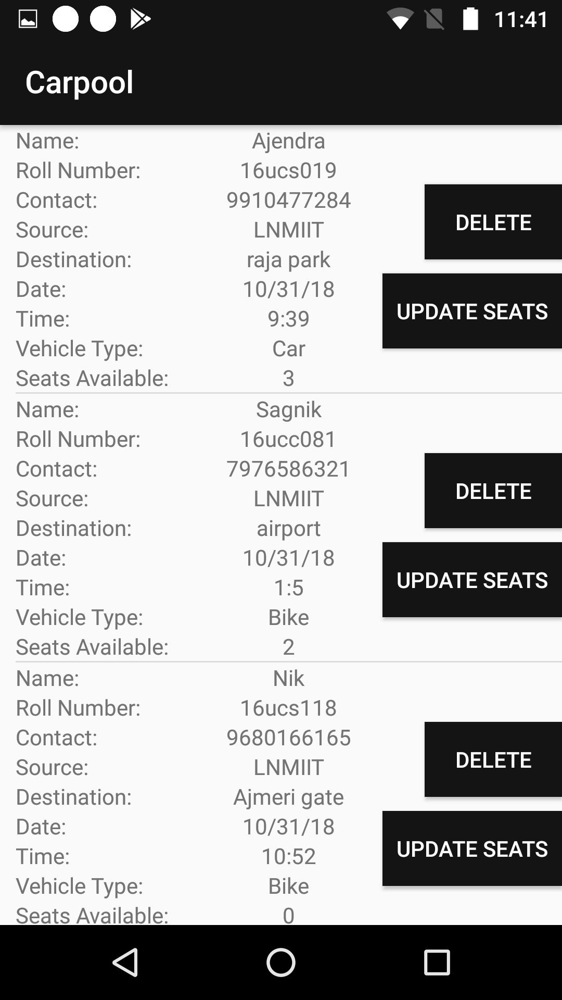 11:41
Carpool
Name: Ajendra
Roll Number: 16ucs019
Contact: 9910477284
DELETE
Source: LNMIIT
Destination: raja park
Date: 10/31/18
UPDATE SEATS
Time: 9:39
Vehicle Type: Car
Seats Available: 3
Name: Sagnik
Roll Number: 16ucc081
Contact: 7976586321
DELETE
Source: LNMIIT
Destination: airport
Date: 10/31/18
UPDATE SEATS
Time: 1:5
Vehicle Type: Bike
Seats Available: 2
Name: Nik
Roll Number: 16ucs118
Contact: 9680166165
DELETE
Source: LNMIIT
Destination: Ajmeri gate
Date: 10/31/18
UPDATE SEATS
Time: 10:52
Vehicle Type: Bike
Seats Available: 0